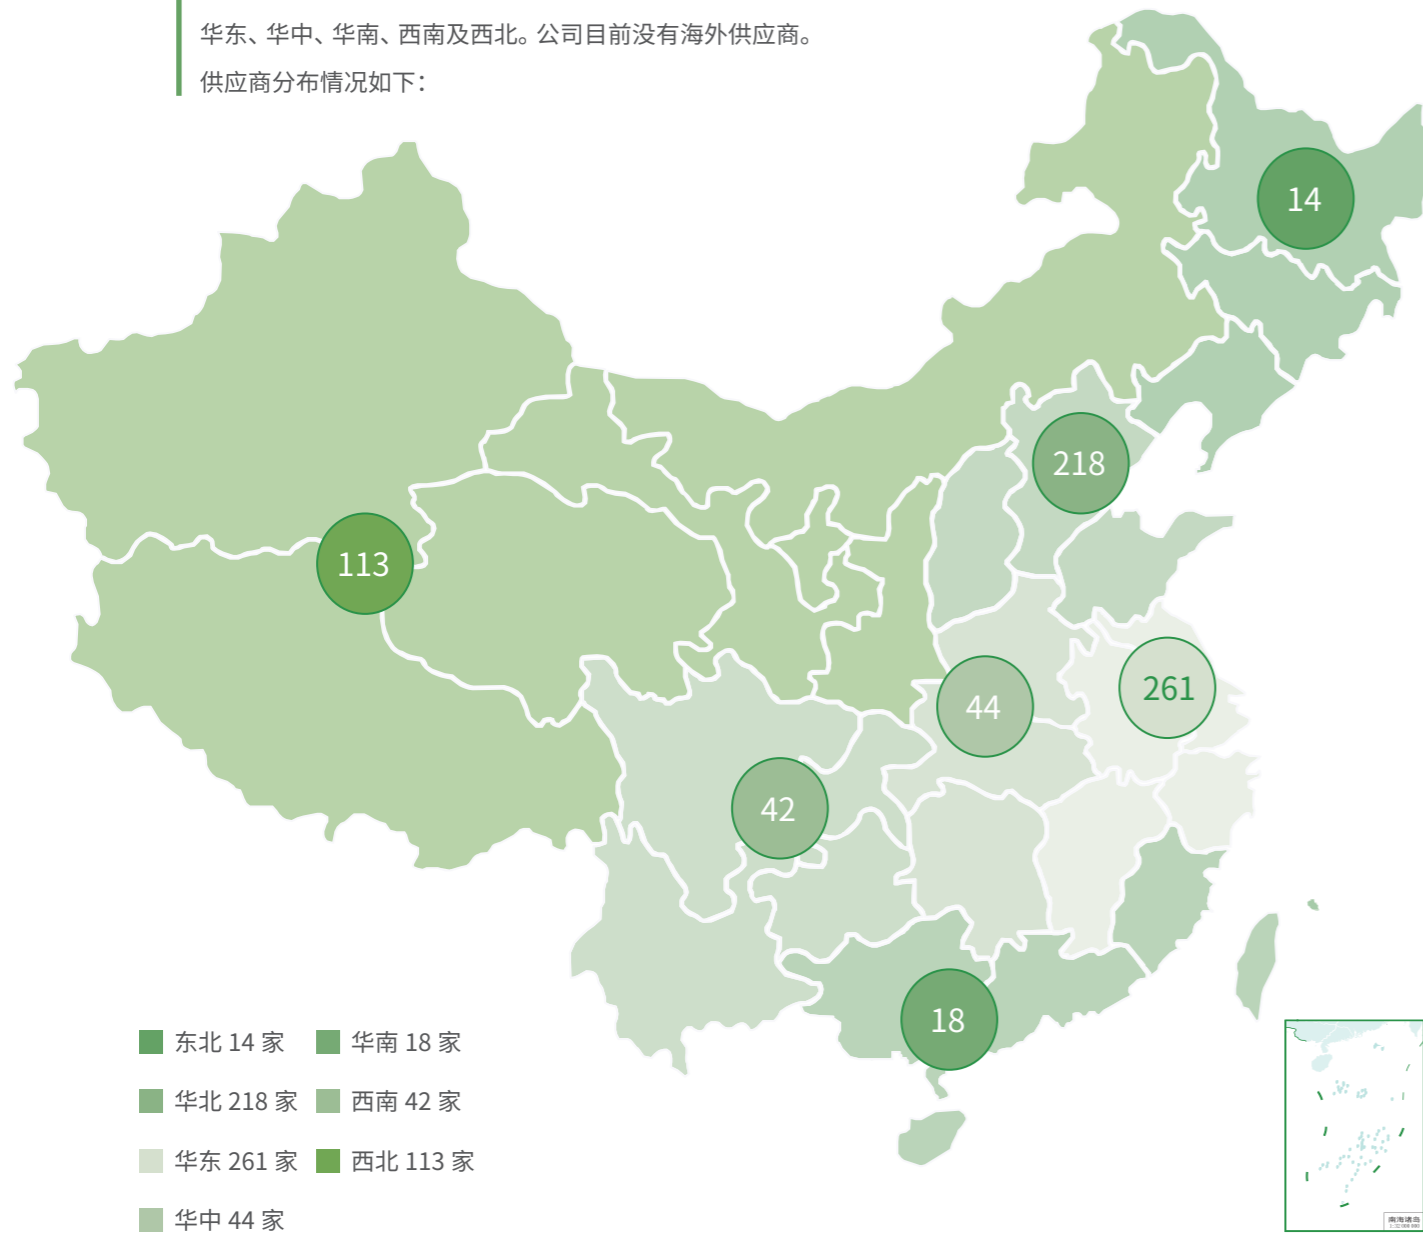 华东、华中、华南、西南及西北。公司目前没有海外供应商。
供应商分布情况如下：
14
218
113
261
44
42
18
东北 14 家
华南 18 家
华北 218 家
西南 42 家
华东 261 家
西北 113 家
华中 44 家
南海诸岛